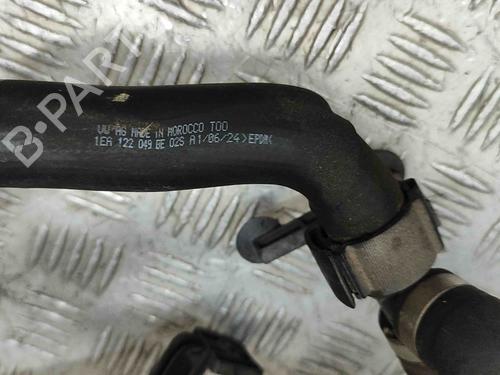 VW AG MADE IN MOROCCO TOO
1EA 122 049 BE 02S A1/06/24 >EPDM<
B-PARTS